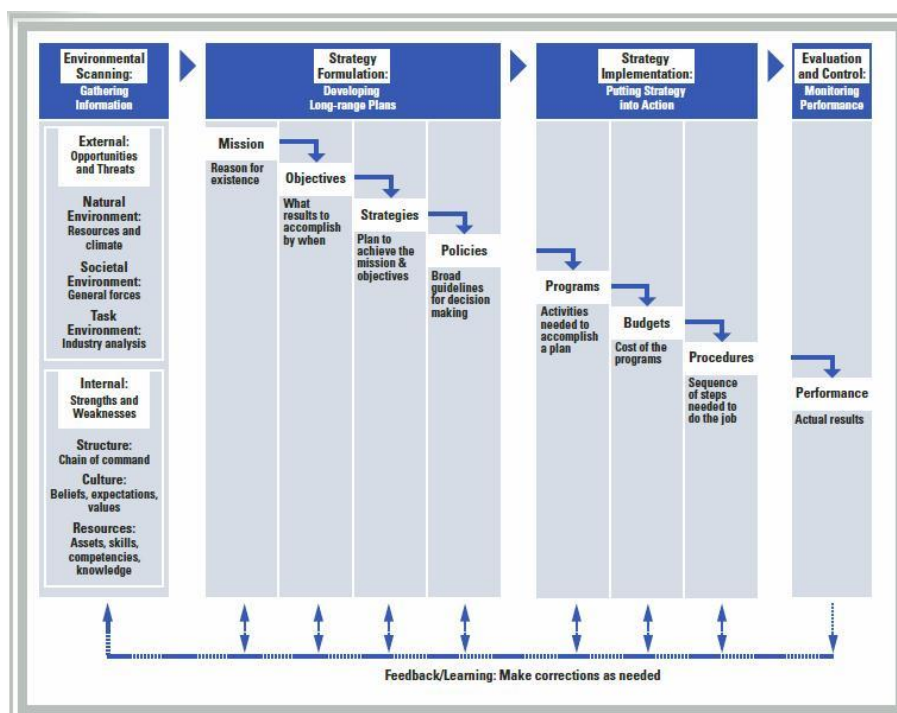 Environmental
Scanning:
Gathering
Information
Strategy
Formulation:
Developing
Long-range Plans
Strategy
Implementation:
Putting Strategy
into Action
Evaluation
and Control:
Monitoring
Performance
External:
Opportunities
and Threats
Natural
Environment:
Resources and
climate
Societal
Environment:
General forces
Task
Environment:
Industry analysis
Internal:
Strengths and
Weaknesses
Structure:
Chain of command
Culture:
Beliefs, expectations,
values
Resources:
Assets, skills,
competencies,
knowledge
Mission
Reason for
existence
Objectives
What
results to
accomplish
by when
Strategies
Plan to
achieve the
mission &
objectives
Policies
Broad
guidelines
for decision
making
Programs
Activities
needed to
accomplish
a plan
Budgets
Cost of the
programs
Procedures
Sequence
of steps
needed to
do the job
Performance
Actual results
Feedback/Learning: Make corrections as needed